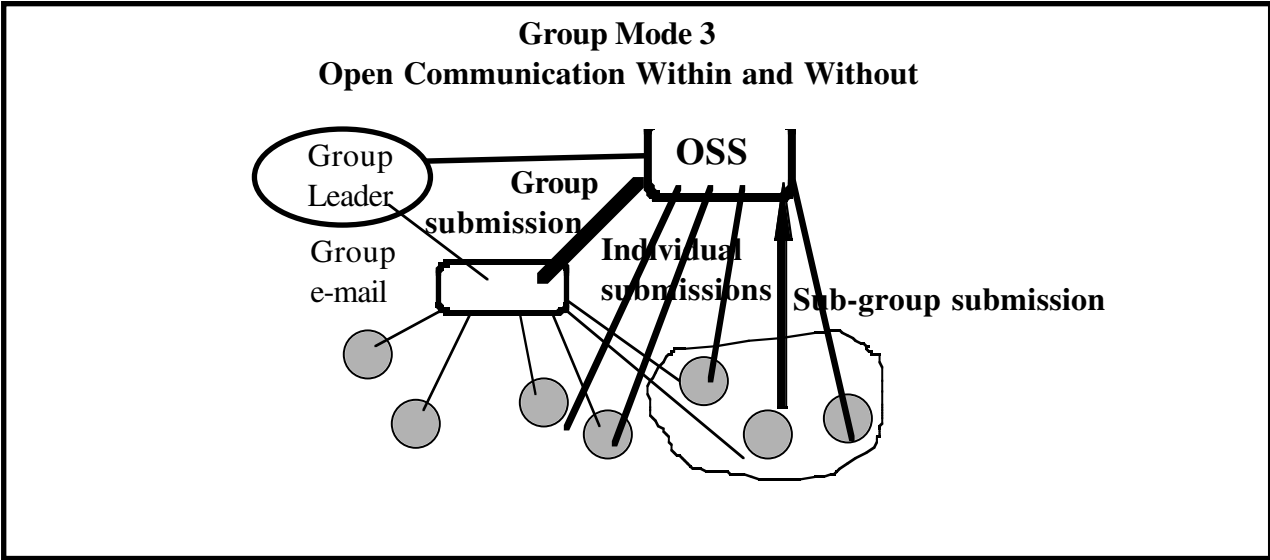 Group Mode 3
Open Communication Within and Without
OSS
Group
Leader
Group
submission
Group
e-mail
Individual
submissions
Sub-group submission